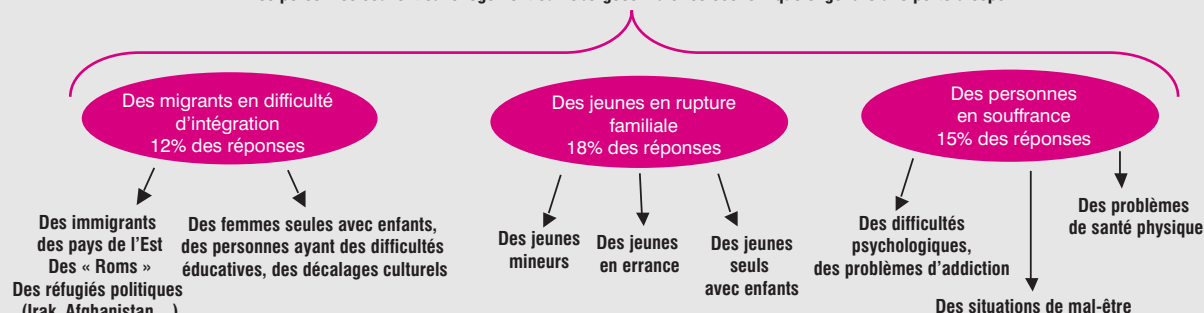 Des migrants en difficulté
d'intégration
12% des réponses
Des jeunes en rupture
familiale
18% des réponses
Des personnes
en souffrance
15% des réponses
Des immigrants
des pays de l'Est
Des « Roms »
Des réfugiés politiques
(Irak, Afghanistan...)
Des femmes seules avec enfants,
des personnes ayant des difficultés
éducatives, des décalages culturels
Des jeunes
mineurs
Des jeunes
en errance
Des jeunes
seuls
avec enfants
Des difficultés
psychologiques,
des problèmes d'addiction
Des situations de mal-être
Des problèmes
de santé physique